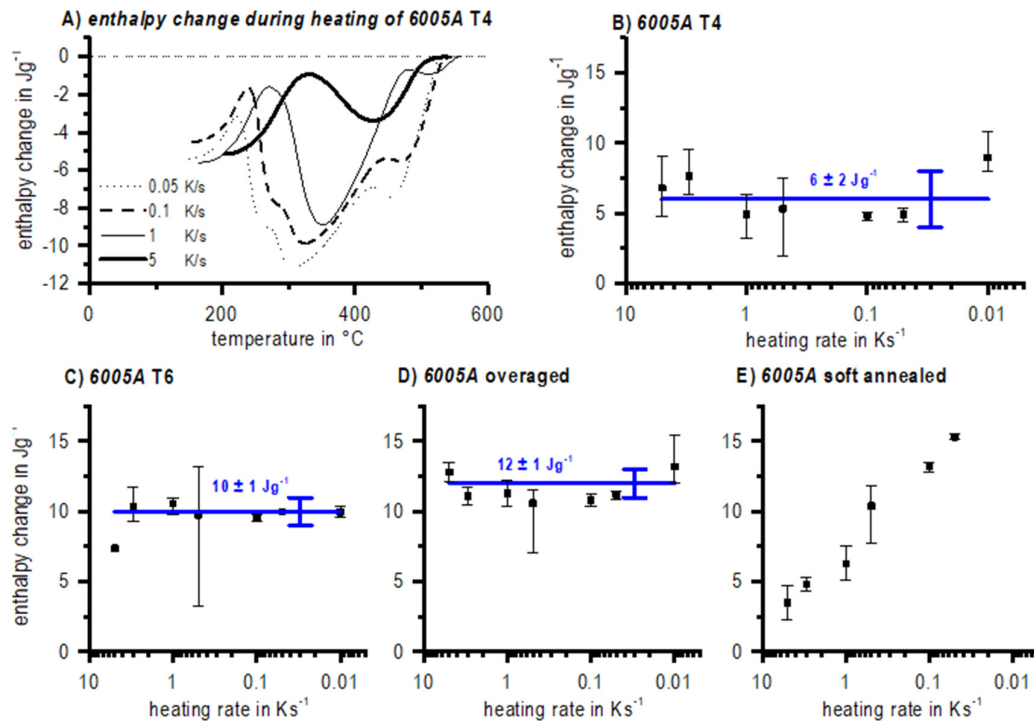 A) enthalpy change during heating of 6005A T4
enthalpy change in Jg⁻¹
0
-2
-4
-6
-8
-10
-12
0.05 K/s
0.1 K/s
1 K/s
5 K/s
0
200
400
600
temperature in °C
B) 6005A T4
enthalpy change in Jg⁻¹
15
10
5
0
6 ± 2 Jg⁻¹
10
1
0.1
0.01
heating rate in Ks⁻¹
C) 6005A T6
enthalpy change in Jg⁻¹
15
10
5
0
10 ± 1 Jg⁻¹
10
1
0.1
0.01
heating rate in Ks⁻¹
D) 6005A overaged
15
10
5
0
12 ± 1 Jg⁻¹
10
1
0.1
0.01
heating rate in Ks⁻¹
E) 6005A soft annealed
15
10
5
0
10
1
0.1
0.01
heating rate in Ks⁻¹